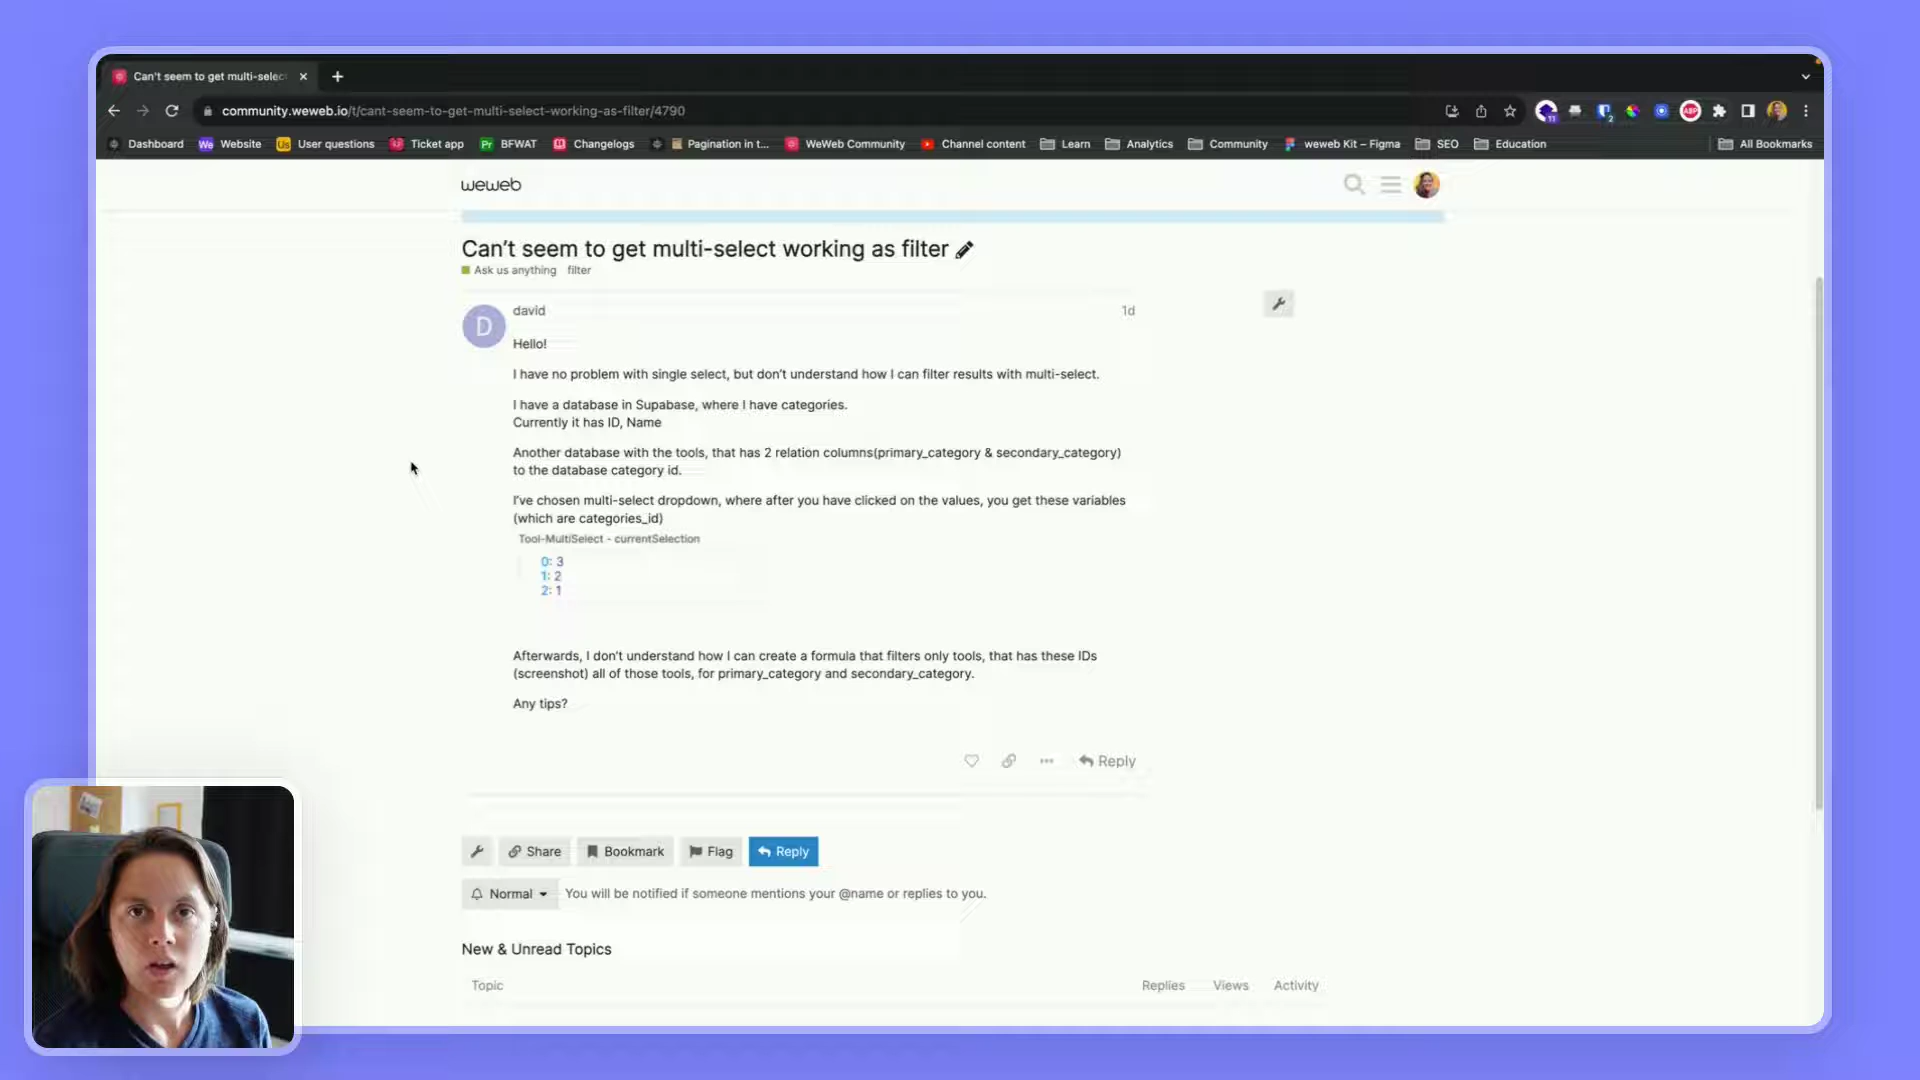 Can't seem to get multi-selec
community.weweb.io/t/cant-seem-to-get-multi-select-working-as-filter/4790
11
2
ABP
Dashboard
We Website
Us User questions
Ticket app
Pr BFWAT
Changelogs
Pagination in t...
WeWeb Community
Channel content
Learn
Analytics
Community
weweb Kit – Figma
SEO
Education
All Bookmarks
weweb
Can't seem to get multi-select working as filter
Ask us anything filter
D
david
1d
Hello!
I have no problem with single select, but don't understand how I can filter results with multi-select.
I have a database in Supabase, where I have categories.
Currently it has ID, Name
Another database with the tools, that has 2 relation columns(primary_category & secondary_category)
to the database category id.
I've chosen multi-select dropdown, where after you have clicked on the values, you get these variables
(which are categories_id)
Tool-MultiSelect - currentSelection
0: 3
1: 2
2: 1
Afterwards, I don't understand how I can create a formula that filters only tools, that has these IDs
(screenshot) all of those tools, for primary_category and secondary_category.
Any tips?
Reply
Share
Bookmark
Flag
Reply
Normal
You will be notified if someone mentions your @name or replies to you.
New & Unread Topics
Topic
Replies
Views
Activity